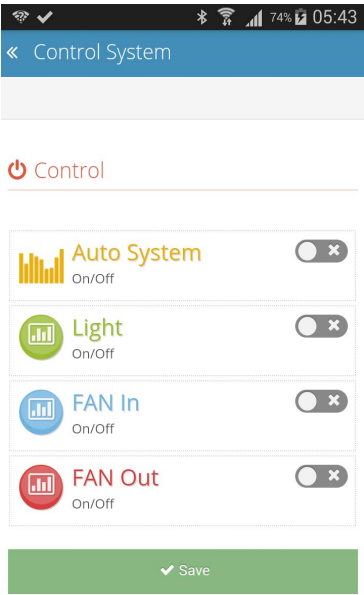 74% 05:43
« Control System
Control
Auto System
On/Off
Light
On/Off
FAN In
On/Off
FAN Out
On/Off
Save